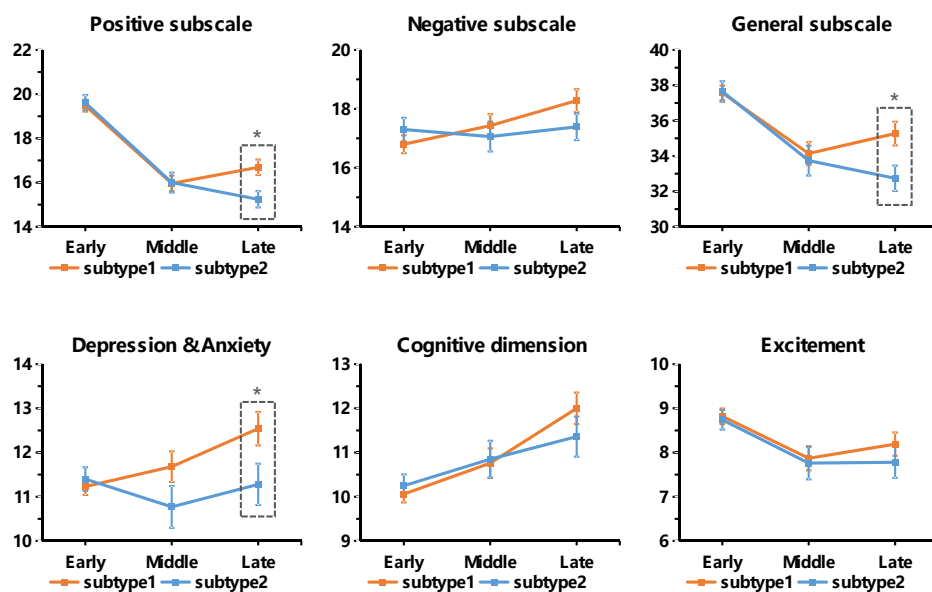 Positive subscale
22
20
18
16
14
*
Early Middle Late
subtype1 subtype2
Negative subscale
20
18
16
14
12
Early Middle Late
subtype1 subtype2
General subscale
40
38
36
34
32
30
*
Early Middle Late
subtype1 subtype2
Depression &Anxiety
14
13
12
11
10
*
Early Middle Late
subtype1 subtype2
Cognitive dimension
13
12
11
10
9
Early Middle Late
subtype1 subtype2
Excitement
10
9
8
7
6
Early Middle Late
subtype1 subtype2